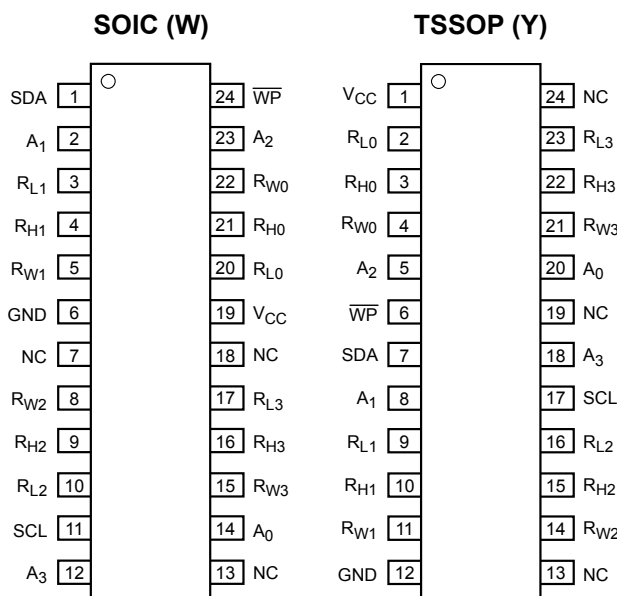 SOIC (W)
SDA 1 24 WP
A1 2 23 A2
RL1 3 22 RW0
RH1 4 21 RH0
RW1 5 20 RL0
GND 6 19 VCC
NC 7 18 NC
RW2 8 17 RL3
RH2 9 16 RH3
RL2 10 15 RW3
SCL 11 14 A0
A3 12 13 NC
TSSOP (Y)
VCC 1 24 NC
RL0 2 23 RL3
RH0 3 22 RH3
RW0 4 21 RW3
A2 5 20 A0
WP 6 19 NC
SDA 7 18 A3
A1 8 17 SCL
RL1 9 16 RL2
RH1 10 15 RH2
RW1 11 14 RW2
GND 12 13 NC